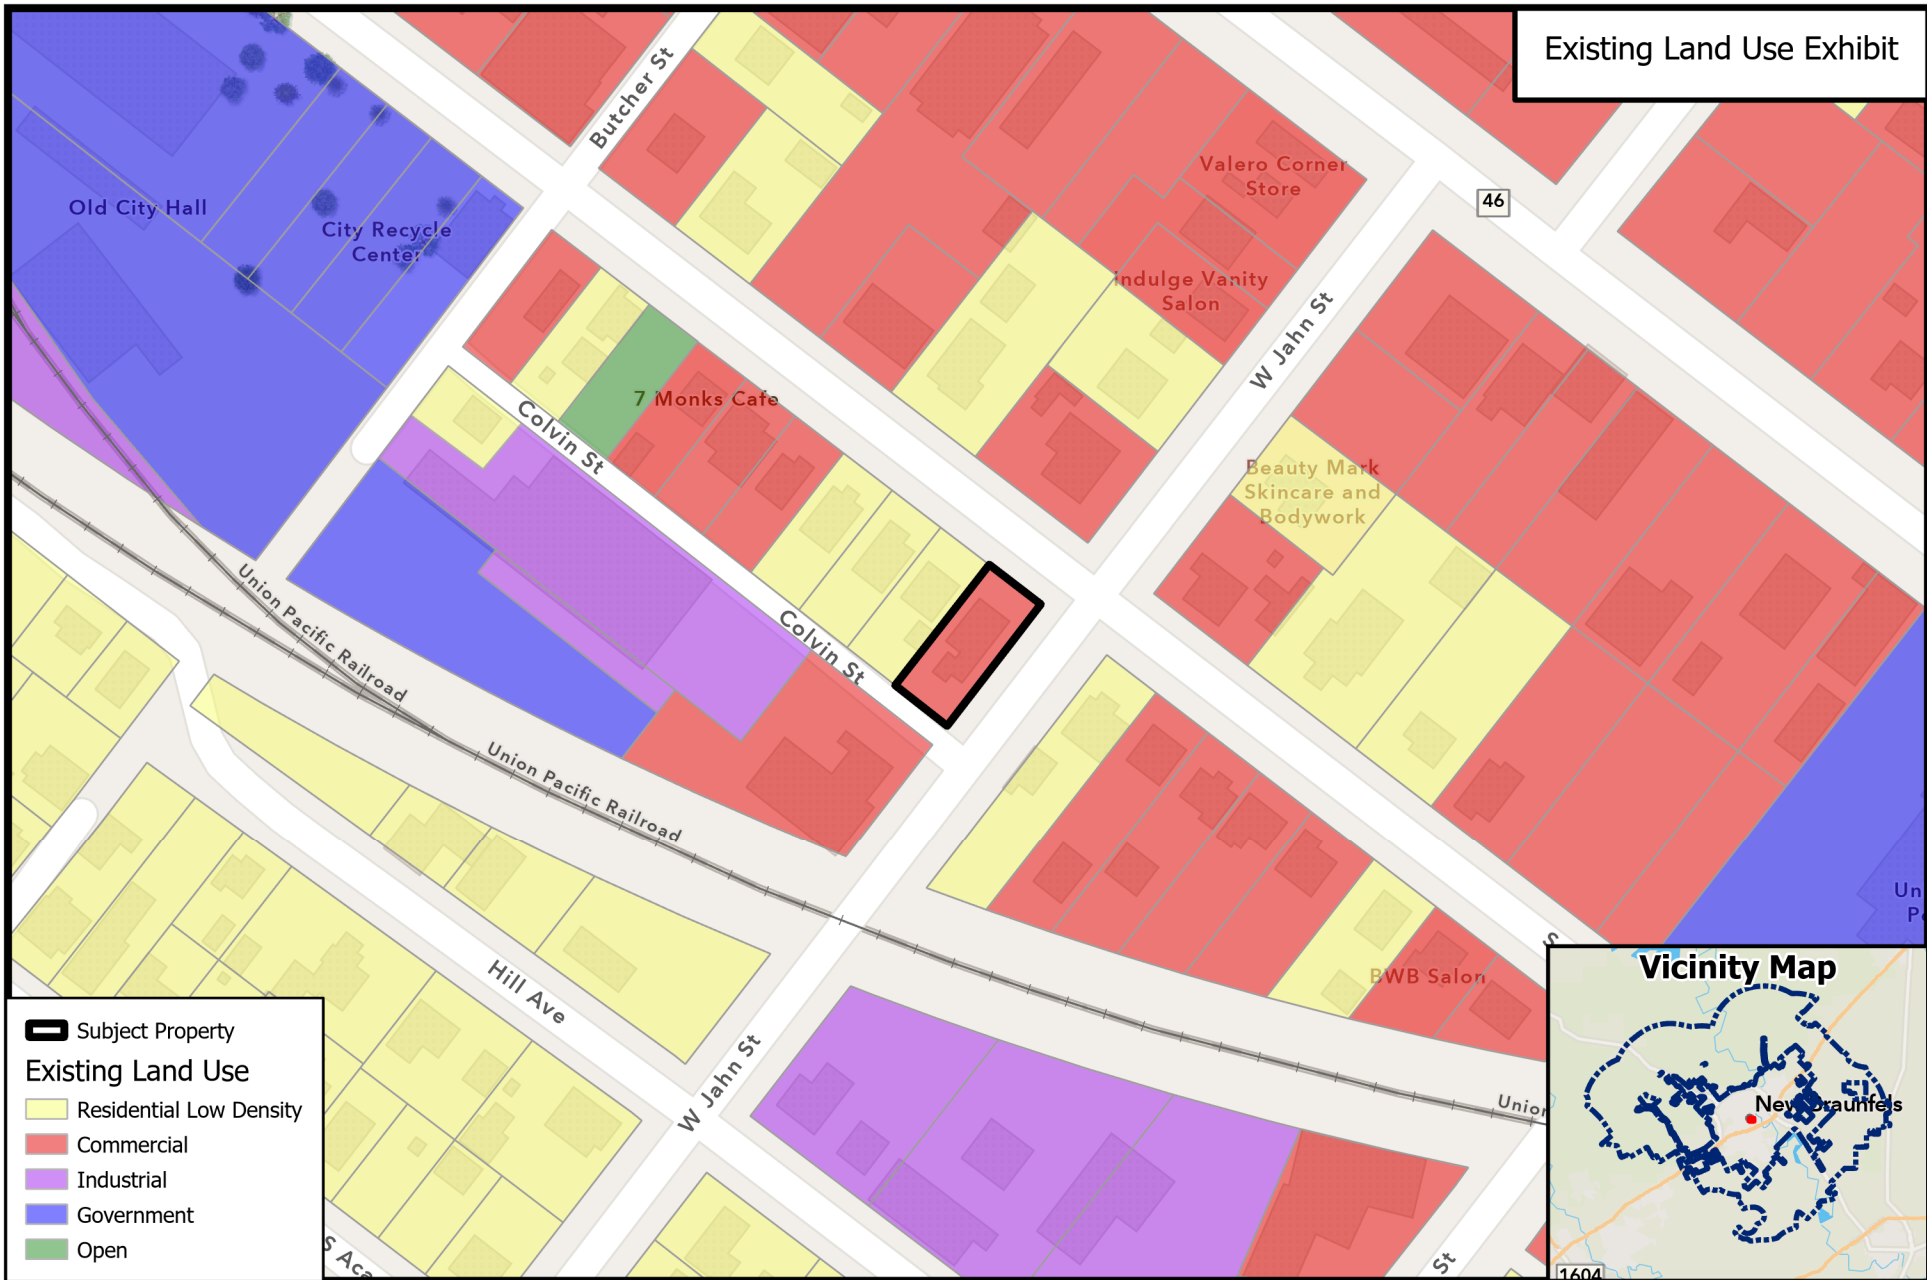 Existing Land Use Exhibit
Butcher St
Valero Corner
Store
46
Old City Hall
City Recycle
Center
Indulge Vanity
Salon
W Jahn St
7 Monks Cafe
Colvin St
Beauty Mark
Skincare and
Bodywork
Union Pacific Railroad
Colvin St
Union Pacific Railroad
BWB Salon
Hill Ave
W Jahn St
Union
St
Subject Property
Existing Land Use
Residential Low Density
Commercial
Industrial
Government
Open
Vicinity Map
New Braunfels
1604